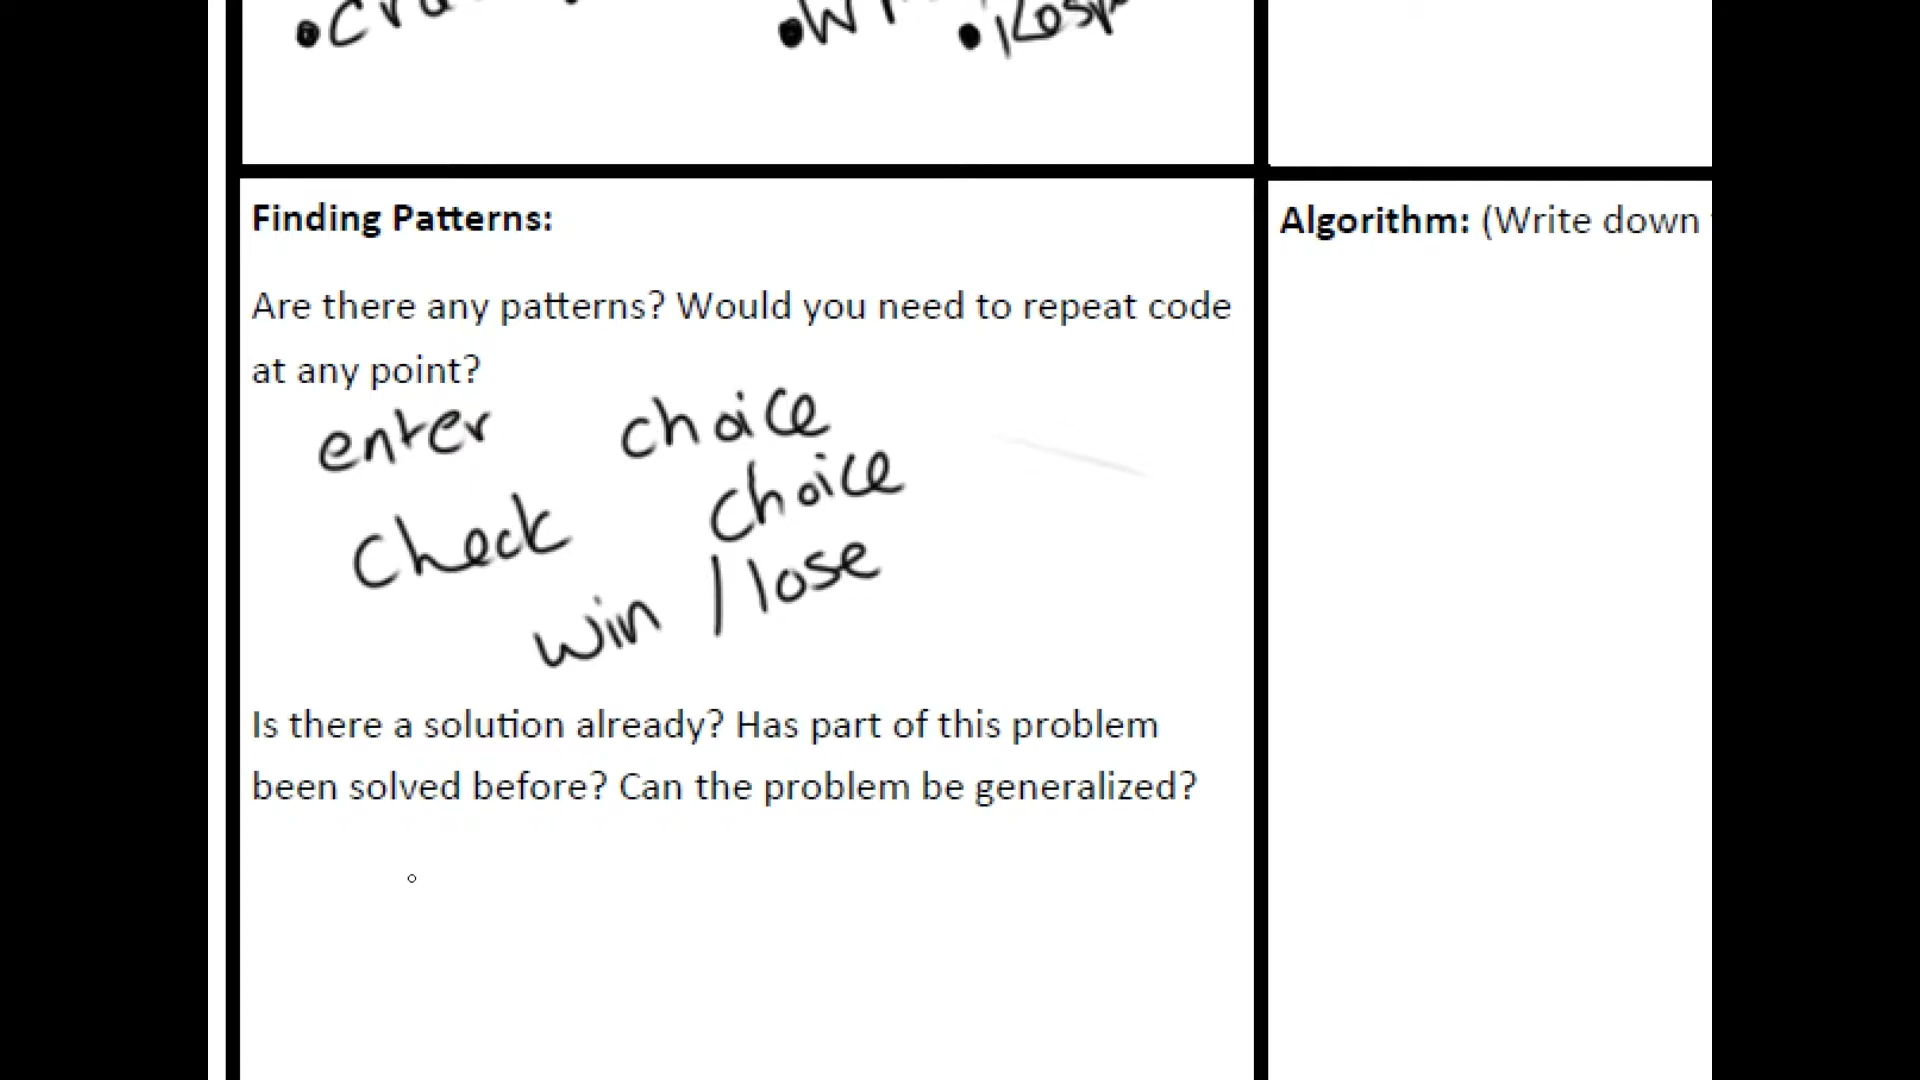 Finding Patterns:
Are there any patterns? Would you need to repeat code
at any point?
enter choice
Check choice
win / lose
Is there a solution already? Has part of this problem
been solved before? Can the problem be generalized?
Algorithm: (Write down